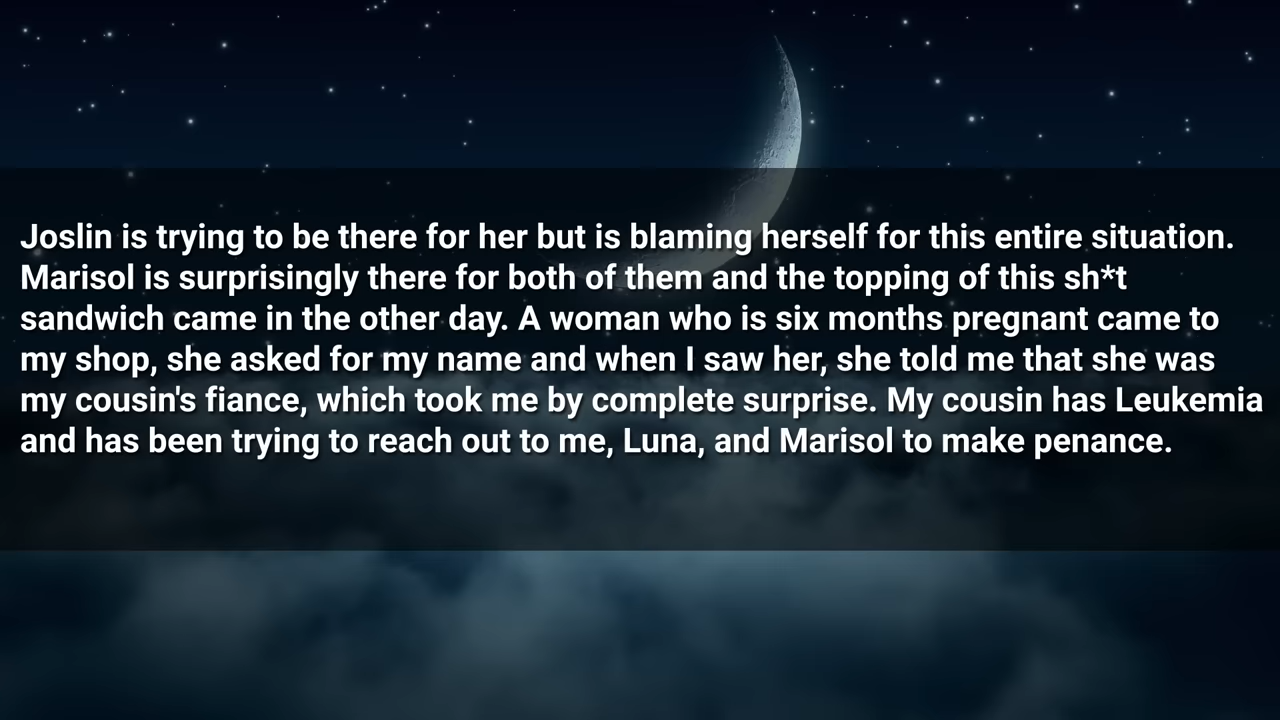 Joslin is trying to be there for her but is blaming herself for this entire situation.
Marisol is surprisingly there for both of them and the topping of this sh*t
sandwich came in the other day. A woman who is six months pregnant came to
my shop, she asked for my name and when I saw her, she told me that she was
my cousin's fiance, which took me by complete surprise. My cousin has Leukemia
and has been trying to reach out to me, Luna, and Marisol to make penance.